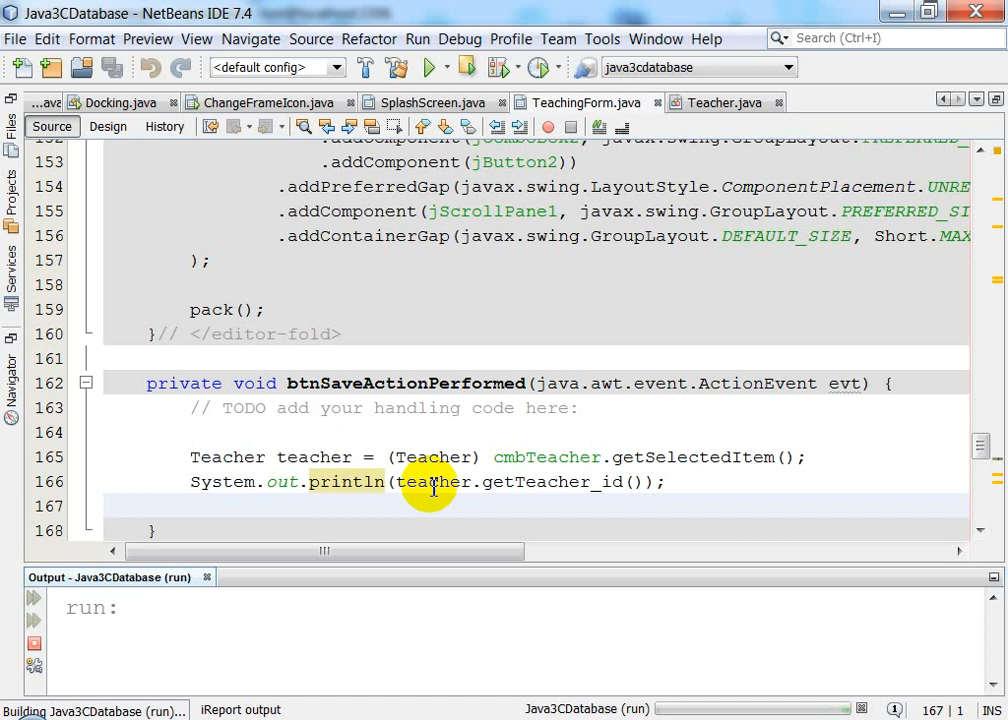 Java3CDatabase - NetBeans IDE 7.4
File Edit Format Preview View Navigate Source Refactor Run Debug Profile Team Tools Window Help
Search (Ctrl+I)
<default config>
java3cdatabase
...ava Docking.java ChangeFrameIcon.java SplashScreen.java TeachingForm.java Teacher.java
Source Design History
Files
Projects
Services
Navigator
153 .addComponent(jButton2))
154 .addPreferredGap(javax.swing.LayoutStyle.ComponentPlacement.UNRE
155 .addComponent(jScrollPane1, javax.swing.GroupLayout.PREFERRED_SI
156 .addContainerGap(javax.swing.GroupLayout.DEFAULT_SIZE, Short.MAX
157 );
158
159 pack();
160 }// </editor-fold>
161
162 private void btnSaveActionPerformed(java.awt.event.ActionEvent evt) {
163 // TODO add your handling code here:
164
165 Teacher teacher = (Teacher) cmbTeacher.getSelectedItem();
166 System.out.println(teacher.getTeacher_id());
167
168 }
Output - Java3CDatabase (run)
run:
Building Java3CDatabase (run)... iReport output Java3CDatabase (run) 167 | 1 INS